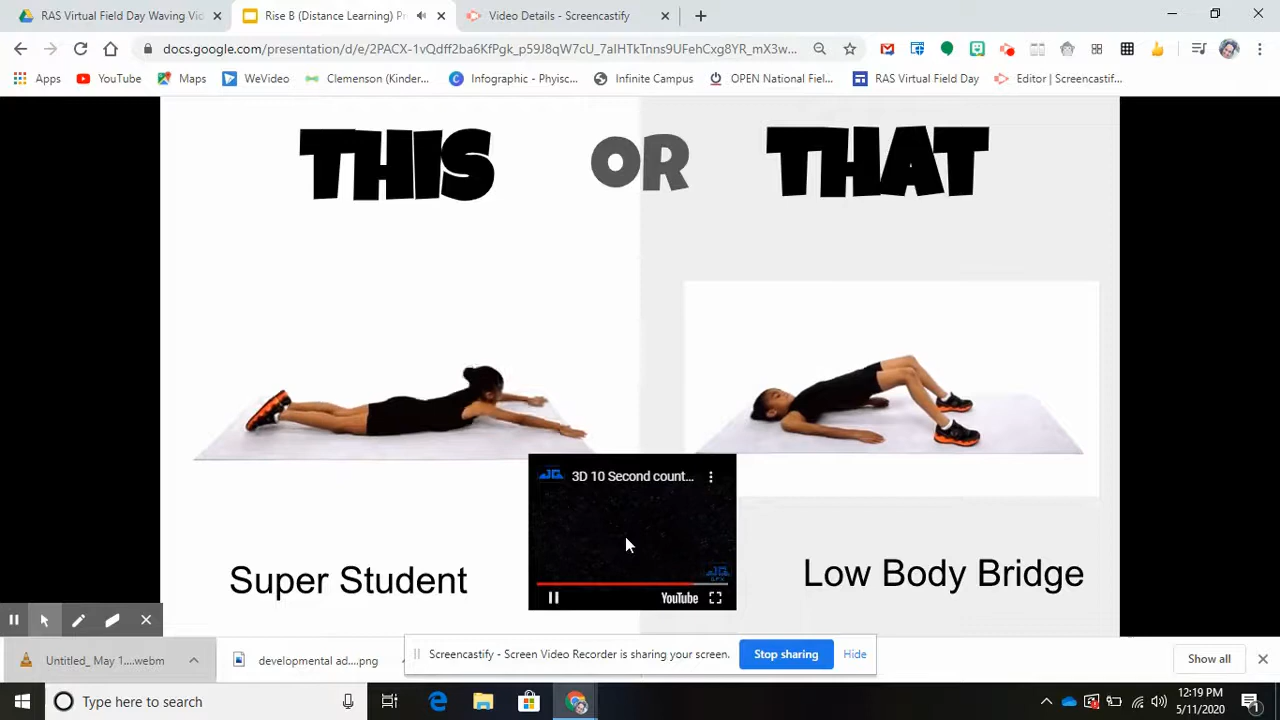 RAS Virtual Field Day Waving Vid
Rise B (Distance Learning) P
Video Details - Screencastify
docs.google.com/presentation/d/e/2PACX-1vQdff2ba6KfPgk_p59J8qW7cU_7aIHTkTnns9UFehCxg8YR_mX3w...
Apps
YouTube
Maps
WeVideo
Clemenson (Kinder...
Infographic - Phyisc...
Infinite Campus
OPEN National Fiel...
RAS Virtual Field Day
Editor | Screencastif...
THIS OR THAT
3D 10 Second count...
YouTube
Super Student
Low Body Bridge
Untitled_ May 1....webm
developmental ad....png
Screencastify - Screen Video Recorder is sharing your screen.
Stop sharing
Hide
Show all
Type here to search
12:19 PM
5/11/2020
1